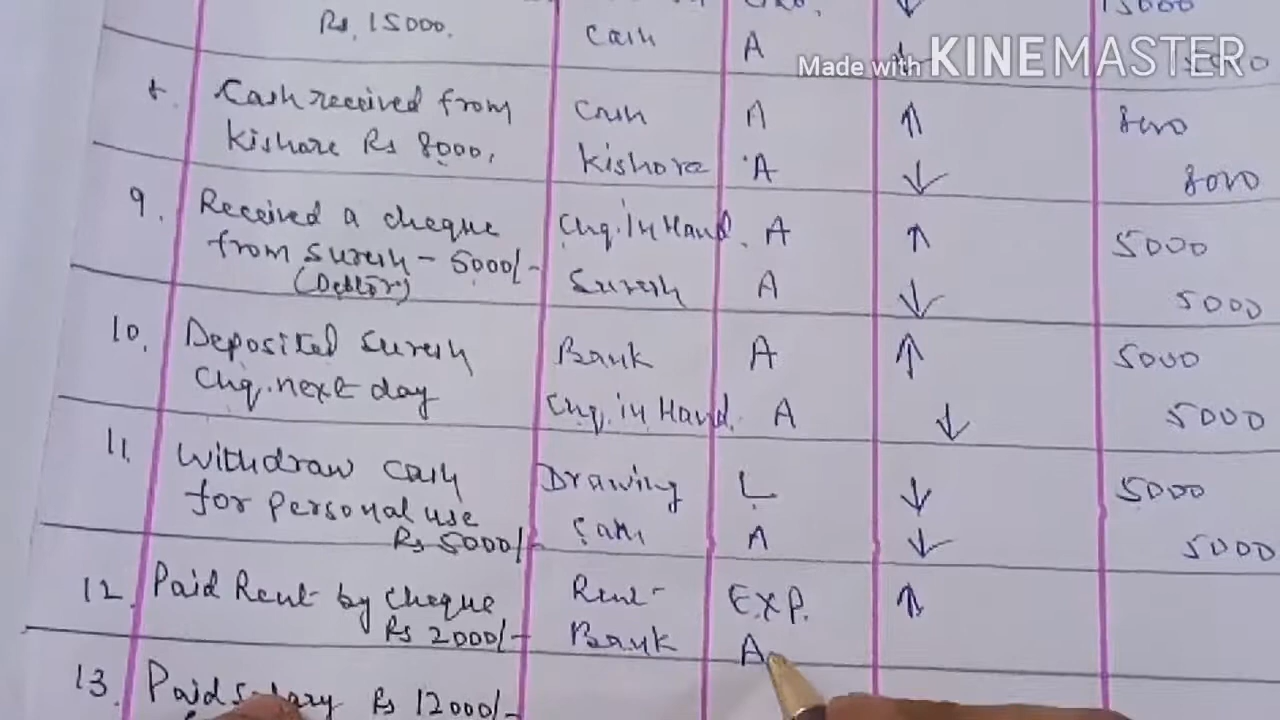 15000
Rs. 15000.
Cash A ↓
Made with KINEMASTER
8. Cash received from Cash A ↑ 8000
Kishore Rs 8000, Kishore A ↓ 8000
9. Received a cheque Chq. in Hand. A ↑ 5000
from Suresh - 5000/-
(Debtor) Suresh A ↓ 5000
10. Deposited Suresh Bank A ↑ 5000
Chq. next day Chq. in Hand. A ↓ 5000
11. Withdraw cash Drawing L ↓ 5000
for personal use
Rs 5000/- Cash A ↓ 5000
12. Paid Rent by cheque Rent- EXP. ↑
Rs 2000/- Bank A
13. Paid Salary Rs 12000/-